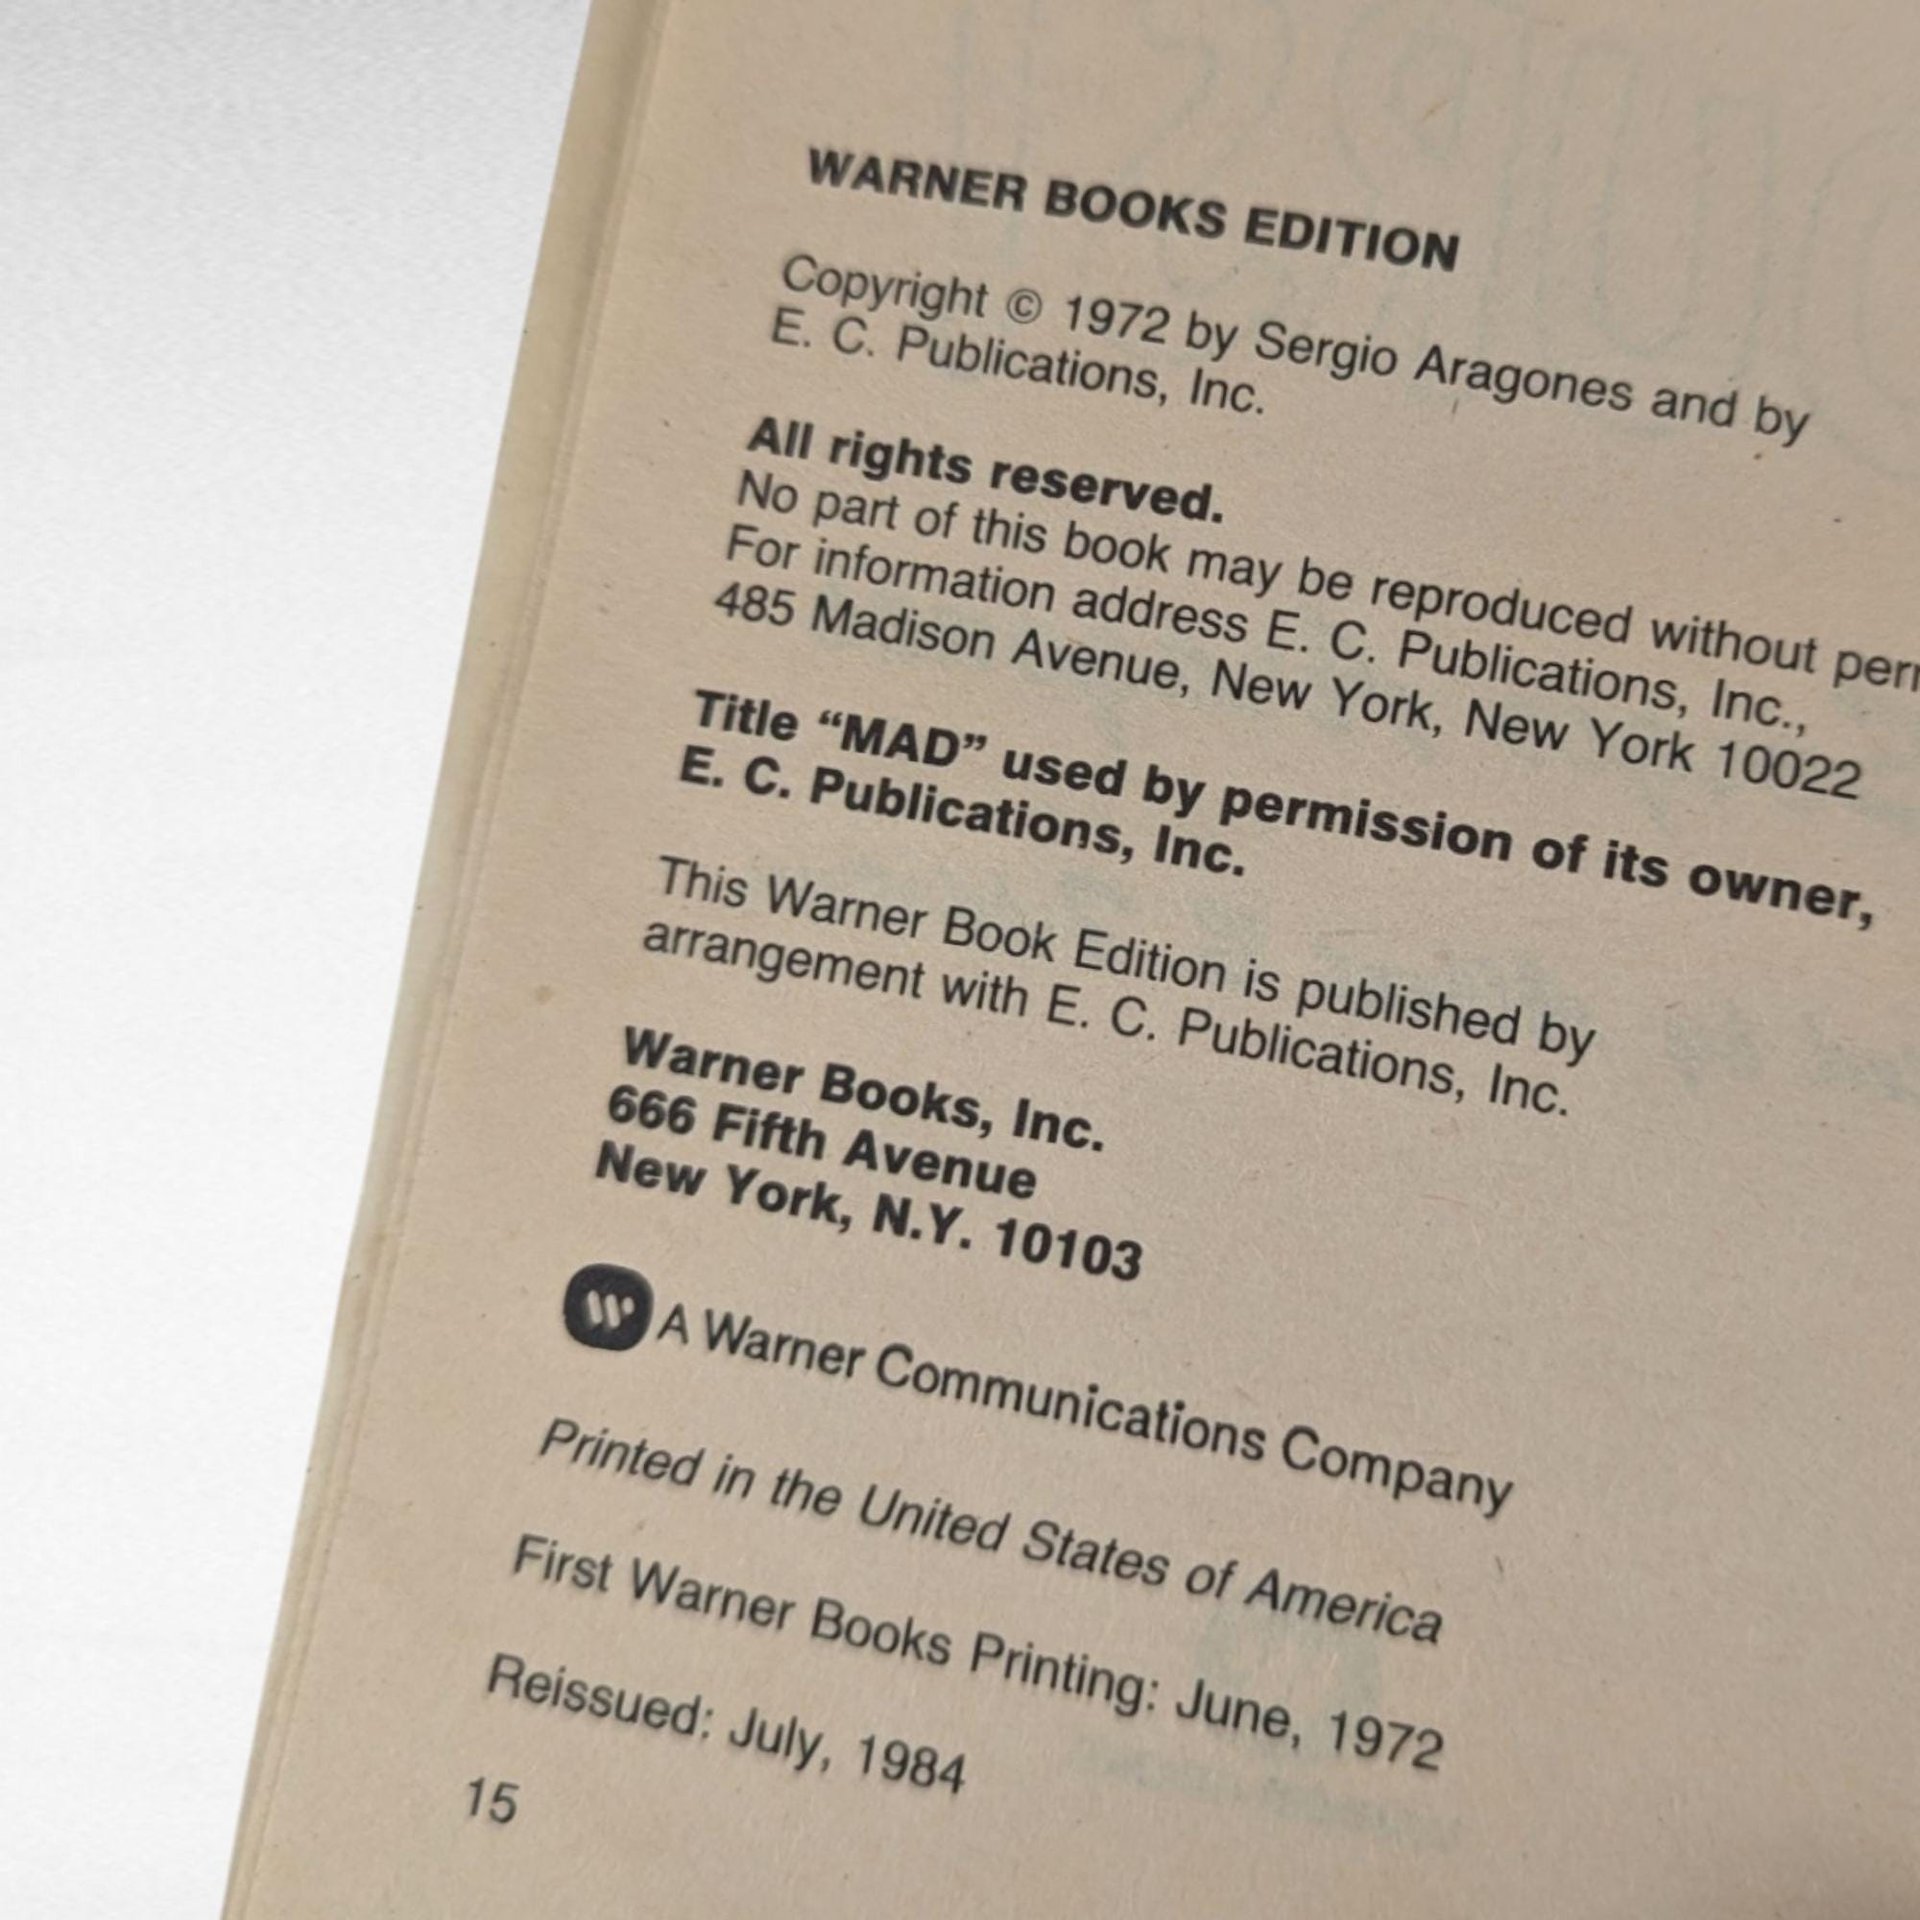 WARNER BOOKS EDITION
Copyright © 1972 by Sergio Aragones and by
E. C. Publications, Inc.
All rights reserved.
No part of this book may be reproduced without
For information address E. C. Publications, Inc.,
485 Madison Avenue, New York, New York 10022
Title “MAD” used by permission of its owner,
E. C. Publications, Inc.
This Warner Book Edition is published by
arrangement with E. C. Publications, Inc.
Warner Books, Inc.
666 Fifth Avenue
New York, N.Y. 10103
A Warner Communications Company
Printed in the United States of America
First Warner Books Printing: June, 1972
Reissued: July, 1984
15